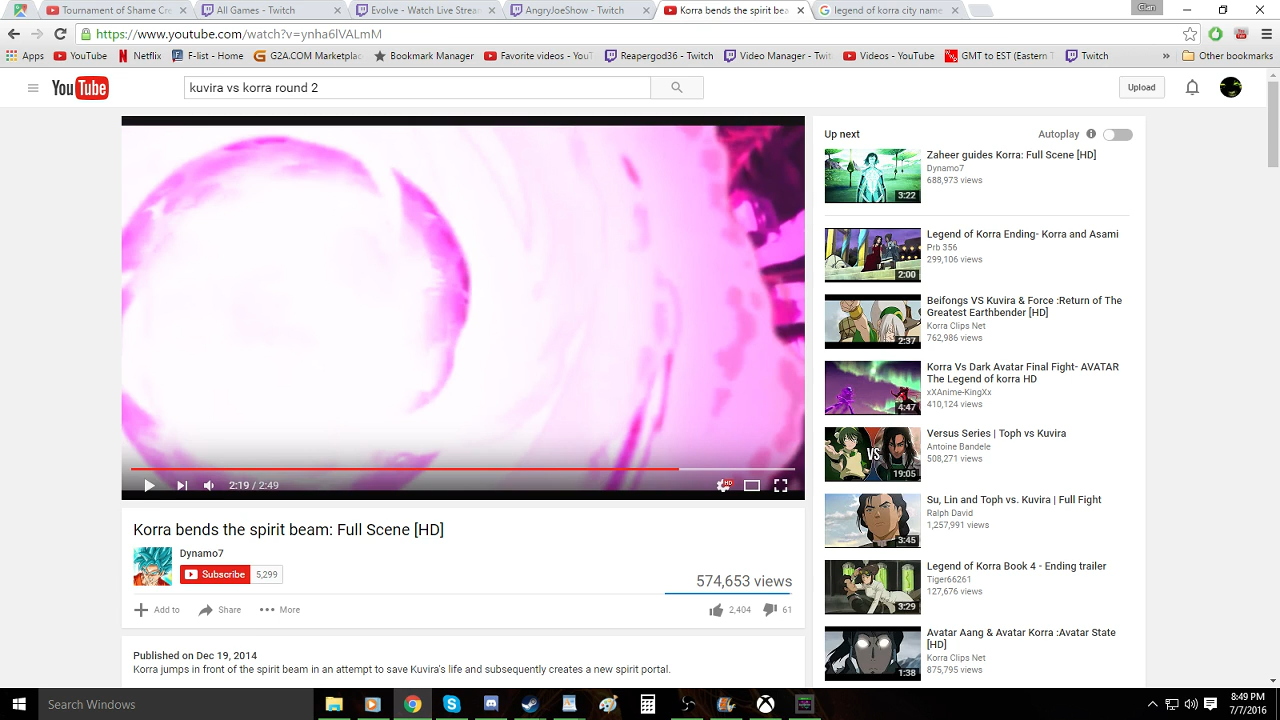 Tournament of Shame Cr
All Games - Twitch
Evolve - Watch Live Stream
AngryJoeShow - Twitch
Korra bends the spirit bea
legend of korra city name
Glen
https://www.youtube.com/watch?v=ynha6lVALmM
Apps
YouTube
Netflix
F-list - Home
G2A.COM Marketplac
Bookmark Manager
Favorite videos - YouT
Reapergod36 - Twitch
Video Manager - Twit
Videos - YouTube
GMT to EST (Eastern T
Twitch
»
Other bookmarks
YouTube
kuvira vs korra round 2
Upload
2:19 / 2:49
HD
Korra bends the spirit beam: Full Scene [HD]
Dynamo7
Subscribe
5,299
574,653 views
Add to
Share
More
2,404
61
Published on Dec 19, 2014
Korra jumps in front of the spirit beam in an attempt to save Kuvira's life and subsequently creates a new spirit portal.
Up next
Autoplay
Zaheer guides Korra: Full Scene [HD]
Dynamo7
688,973 views
3:22
Legend of Korra Ending- Korra and Asami
Prb 356
299,106 views
2:00
Beifongs VS Kuvira & Force :Return of The
Greatest Earthbender [HD]
Korra Clips Net
762,986 views
2:37
Korra Vs Dark Avatar Final Fight- AVATAR
The Legend of korra HD
xXAnime-KingXx
410,124 views
4:47
Versus Series | Toph vs Kuvira
Antoine Bandele
508,271 views
VS
19:05
Su, Lin and Toph vs. Kuvira | Full Fight
Ralph David
1,257,991 views
3:45
Legend of Korra Book 4 - Ending trailer
Tiger66261
127,676 views
3:29
Avatar Aang & Avatar Korra :Avatar State
[HD]
Korra Clips Net
875,795 views
1:38
Search Windows
8:49 PM
7/7/2016